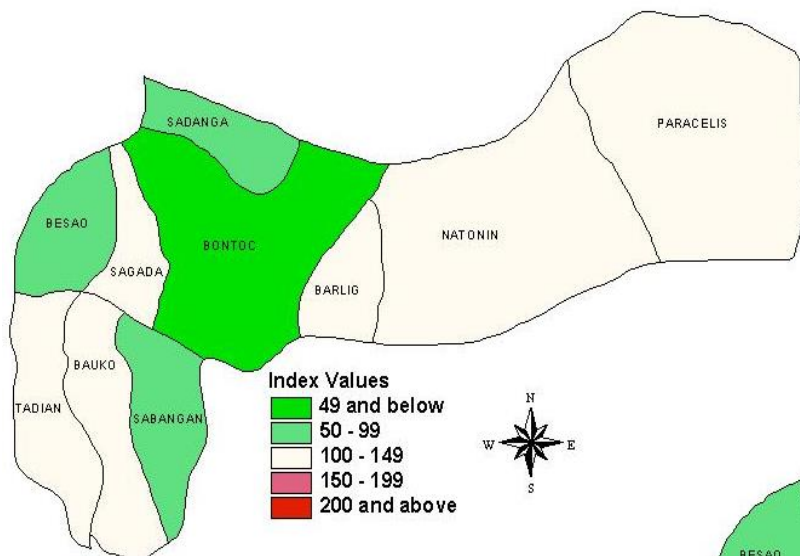 SADANGA
PARACELIS
BESAO
BONTOC
NATONIN
SAGADA
BARLIG
BAUKO
TADIAN
SABANGAN
Index Values
49 and below
50 - 99
100 - 149
150 - 199
200 and above
N
W E
S
BESAO